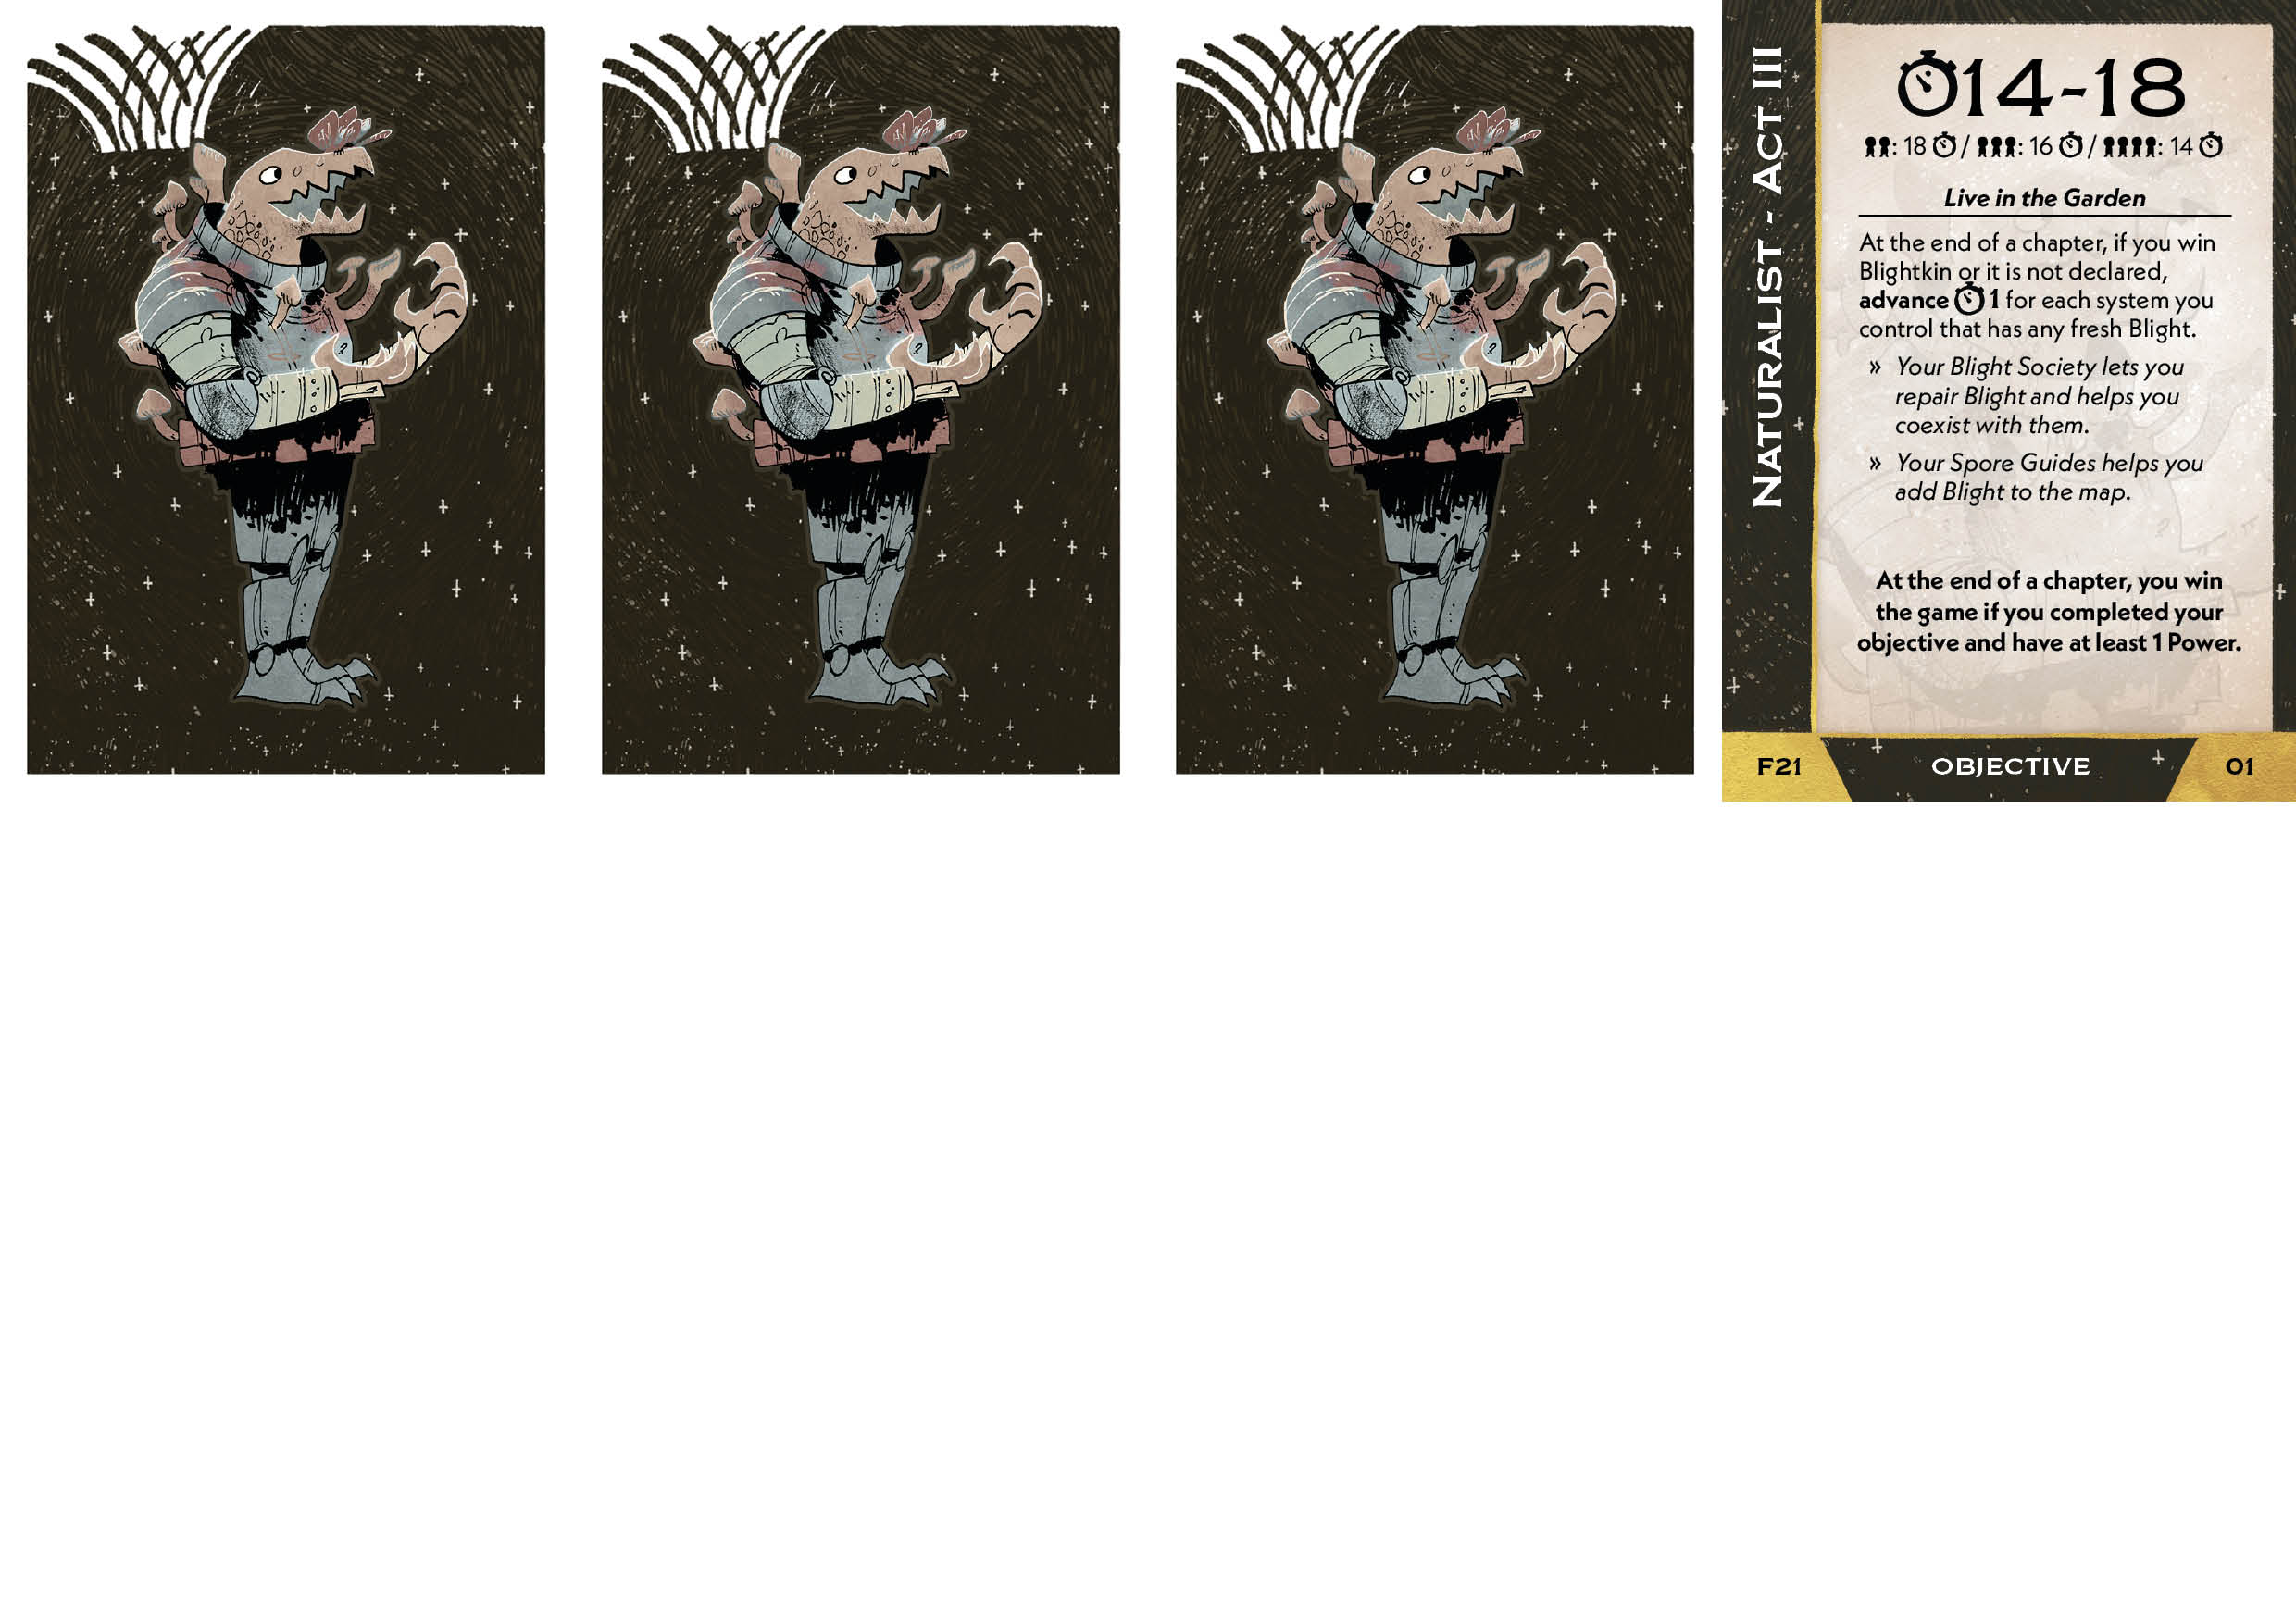 NATURALIST - ACT III
14-18
: 18 / : 16 / : 14
Live in the Garden
At the end of a chapter, if you win
Blightkin or it is not declared,
advance 1 for each system you
control that has any fresh Blight.
» Your Blight Society lets you
repair Blight and helps you
coexist with them.
» Your Spore Guides helps you
add Blight to the map.
At the end of a chapter, you win
the game if you completed your
objective and have at least 1 Power.
F21
OBJECTIVE
01